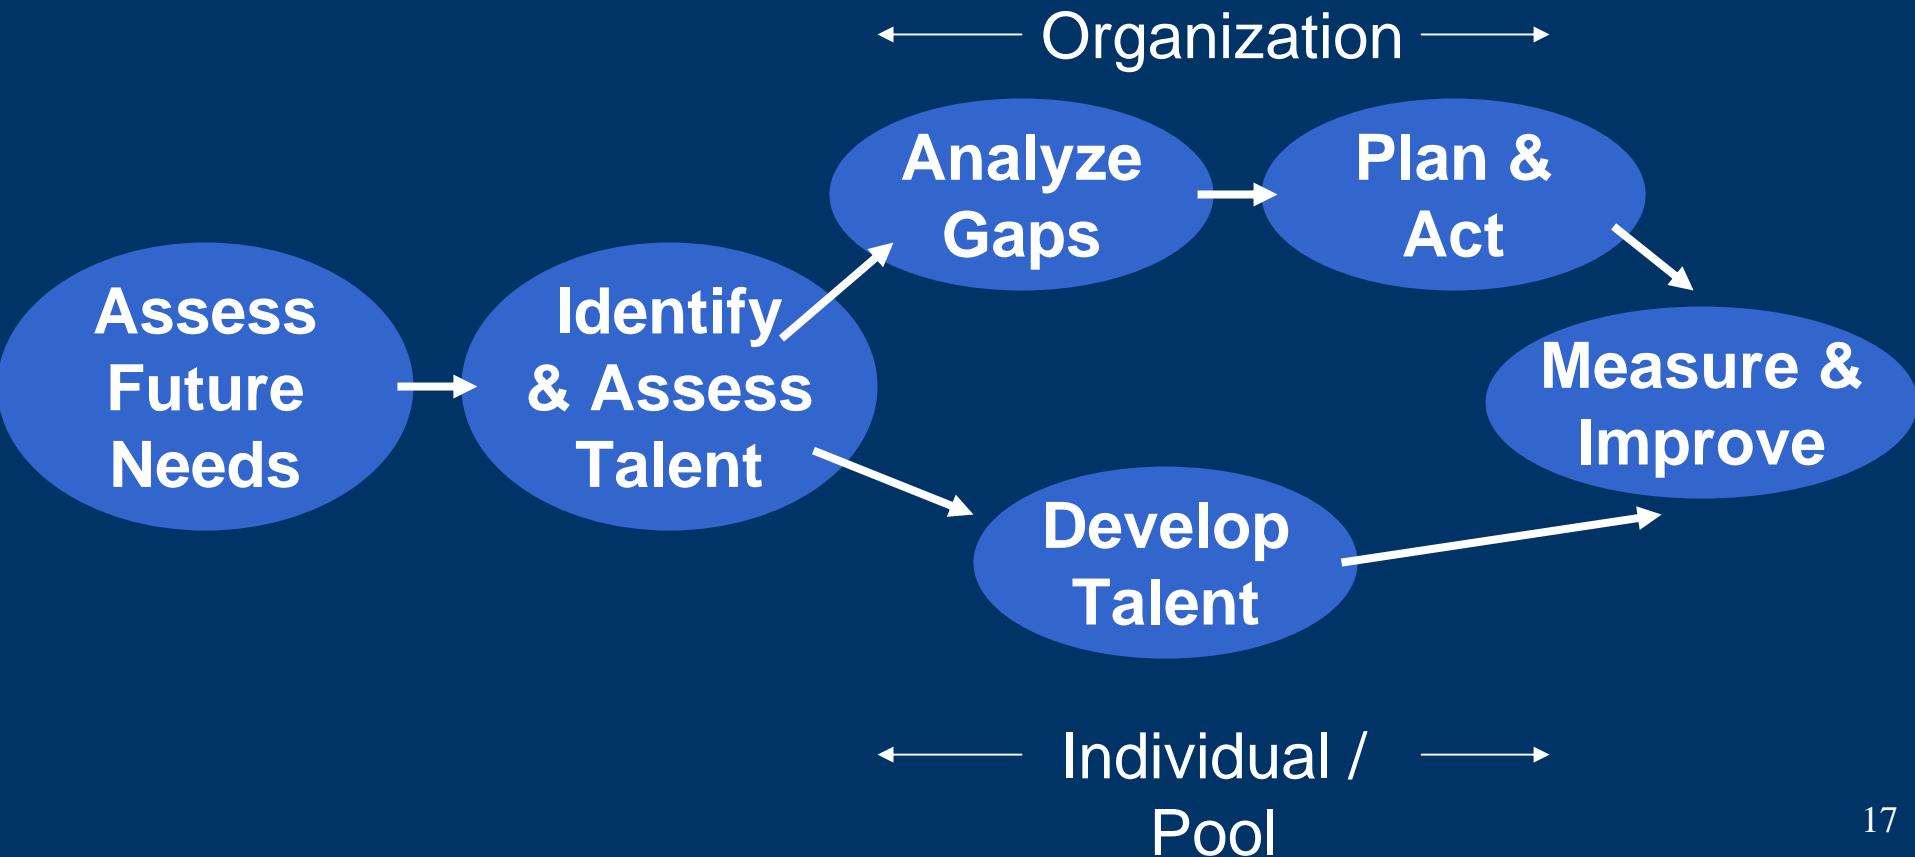 Organization
Analyze
Gaps
Plan &
Act
Assess
Future
Needs
Identify
& Assess
Talent
Measure &
Improve
Develop
Talent
Individual /
Pool
17